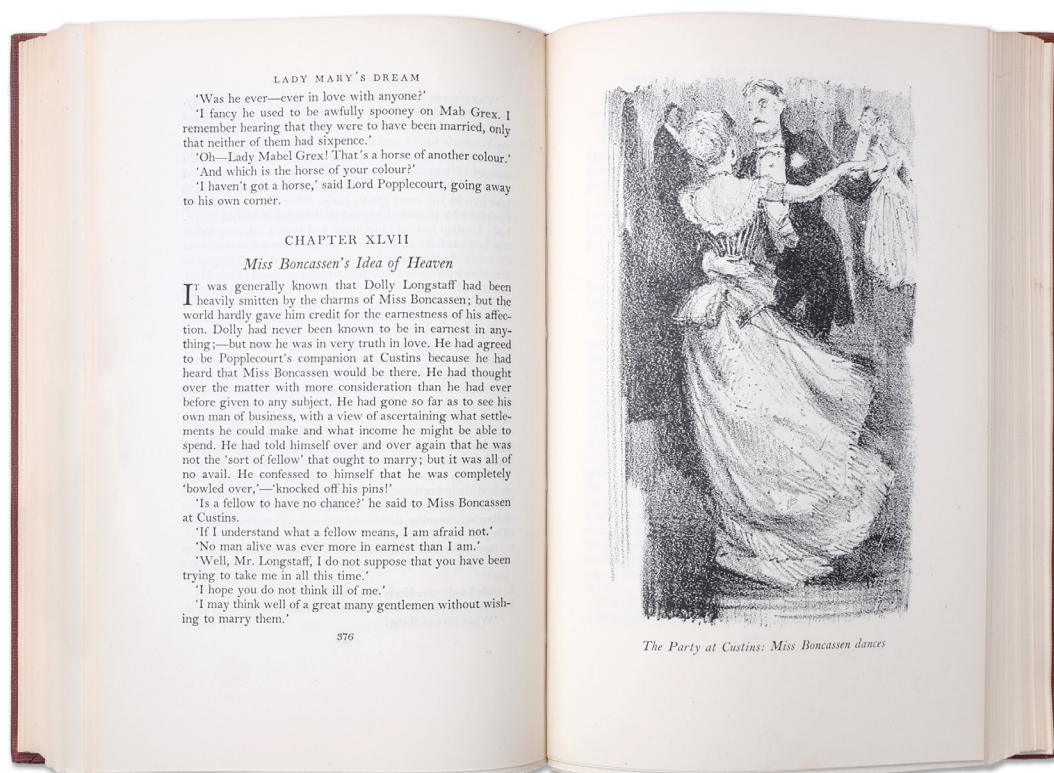 LADY MARY'S DREAM
'Was he ever—ever in love with anyone?'
'I fancy he used to be awfully spooney on Mab Grex. I
remember hearing that they were to have been married, only
that neither of them had sixpence.'
'Oh—Lady Mabel Grex! That's a horse of another colour.'
'And which is the horse of your colour?'
'I haven't got a horse,' said Lord Popplecourt, going away
to his own corner.
CHAPTER XLVII
Miss Boncassen's Idea of Heaven
IT was generally known that Dolly Longstaff had been
heavily smitten by the charms of Miss Boncassen; but the
world hardly gave him credit for the earnestness of his affec-
tion. Dolly had never been known to be in earnest in any-
thing;—but now he was in very truth in love. He had agreed
to be Popplecourt's companion at Custins because he had
heard that Miss Boncassen would be there. He had thought
over the matter with more consideration than he had ever
before given to any subject. He had gone so far as to see his
own man of business, with a view of ascertaining what settle-
ments he could make and what income he might be able to
spend. He had told himself over and over again that he was
not the 'sort of fellow' that ought to marry; but it was all of
no avail. He confessed to himself that he was completely
'bowled over,'—'knocked off his pins!'
'Is a fellow to have no chance?' he said to Miss Boncassen
at Custins.
'If I understand what a fellow means, I am afraid not.'
'No man alive was ever more in earnest than I am.'
'Well, Mr. Longstaff, I do not suppose that you have been
trying to take me in all this time.'
'I hope you do not think ill of me.'
'I may think well of a great many gentlemen without wish-
ing to marry them.'
376
The Party at Custins: Miss Boncassen dances